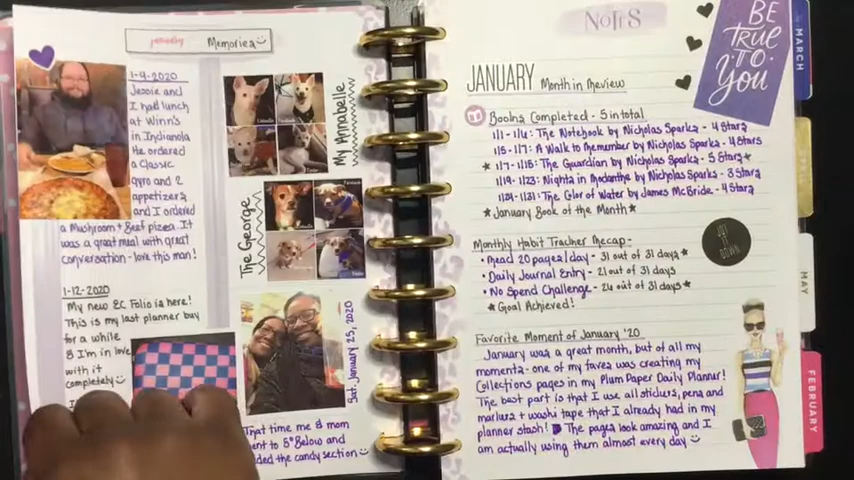 january Memories
1-9-2020
Jessie and
I had lunch
at Winn's
in Indianola
He ordered
a Classic
gyro and 2
appetizers
and I ordered
a Mushroom + Beef pizza. It
was a great meal with great
conversation - love this man!
1-12-2020
My new EC Folio is here!
This is my last planner buy
for a while
& I'm in love
with it
completely
My Annabelle
The George
Sat. January 25, 2020
That time me & mom
went to 5 Below and
the candy section
NOTES
BE
TRUE
·TO·
YOU
JANUARY Month in Review
Books Completed - 5 in total
1/1 - 1/4: The Notebook by Nicholas Sparks - 4 Stars
1/5 - 1/7: A Walk to Remember by Nicholas Sparks - 4 Stars
★ 1/7 - 1/18: The Guardian by Nicholas Sparks - 5 Stars ★
1/19 - 1/23: Nights in Rodanthe by Nicholas Sparks - 3 Stars
1/24 - 1/31: The Color of Water by James McBride - 4 Stars
★ January Book of the Month ★
Monthly Habit Tracker Recap -
• Read 20 pages/day - 31 out of 31 days ★
• Daily Journal Entry - 21 out of 31 days
• No Spend Challenge - 26 out of 31 days ★
★ Goal Achieved!
JOT
IT
DOWN
Favorite Moment of January '20
January was a great month, but of all my
moments - one of my faves was creating my
Collections pages in my Plum Paper Daily Planner!
The best part is that I use all stickers, pens and
markers + washi tape that I already had in my
planner stash! The pages look amazing and I
am actually using them almost every day
MARCH
APRIL
MAY
FEBRUARY